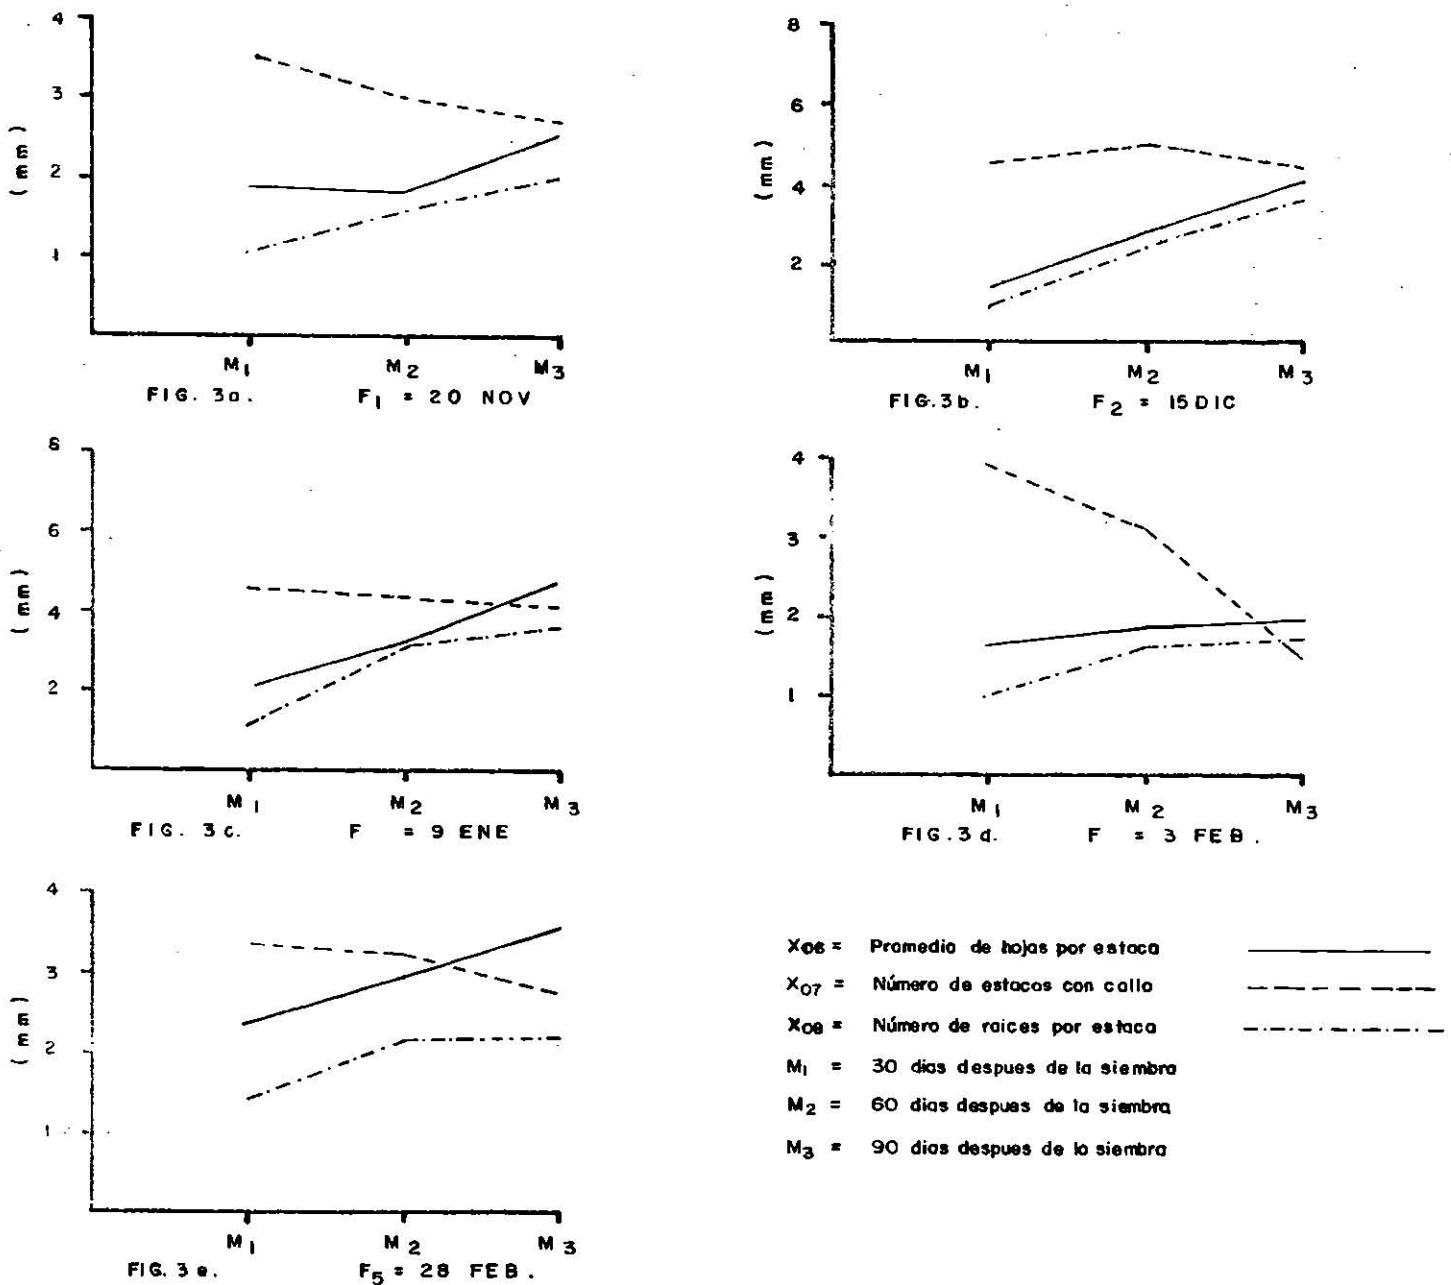 4
3
2
1
(mm)
M1 M2 M3
FIG. 3a. F1 = 20 NOV
8
6
4
2
(mm)
M1 M2 M3
FIG. 3b. F2 = 15 DIC
8
6
4
2
(mm)
M1 M2 M3
FIG. 3c. F = 9 ENE
4
3
2
1
(mm)
M1 M2 M3
FIG. 3d. F = 3 FEB.
4
3
2
1
(mm)
M1 M2 M3
FIG. 3e. F5 = 28 FEB.
X06 = Promedio de hojas por estaca
X07 = Número de estacas con callo
X08 = Número de raices por estaca
M1 = 30 dias despues de la siembra
M2 = 60 dias despues de la siembra
M3 = 90 dias despues de la siembra